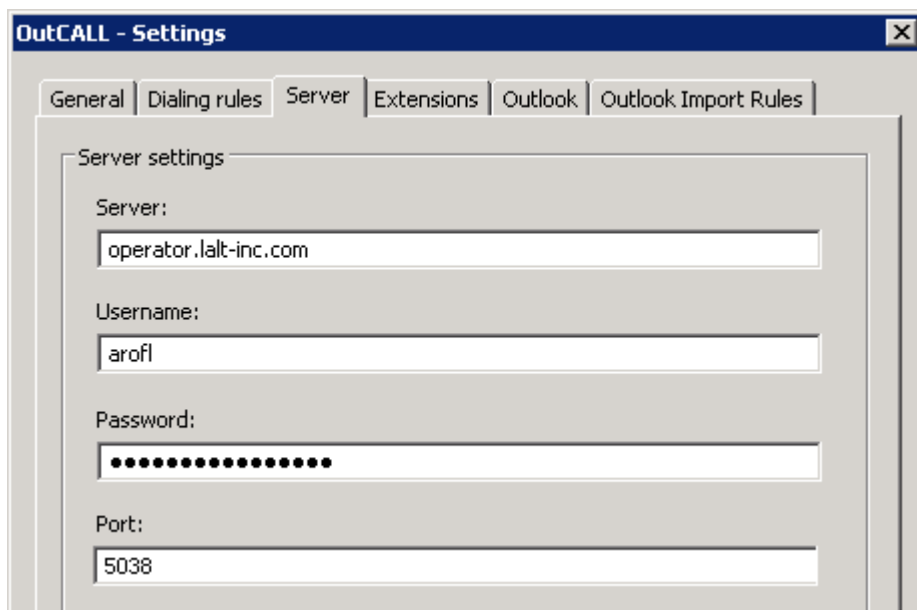 OutCALL - Settings
General Dialing rules Server Extensions Outlook Outlook Import Rules
Server settings
Server:
operator.lalt-inc.com
Username:
arofl
Password:
●●●●●●●●●●●●●●●●
Port:
5038